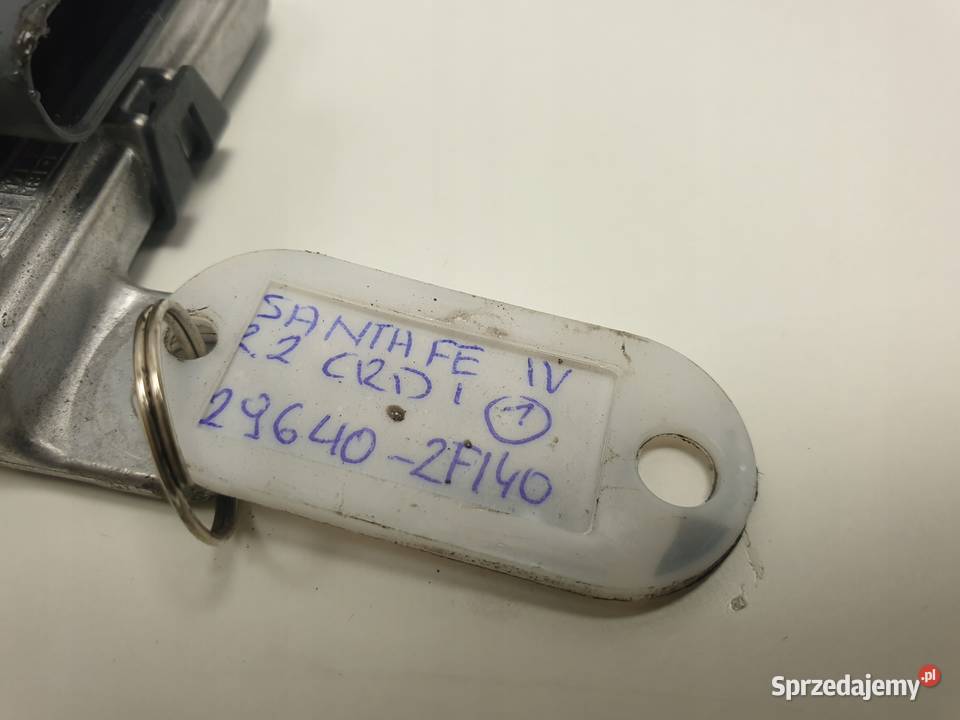 SANTA FE IV
2.2 CRDI 1
29640-2F140
Sprzedajemy.pl